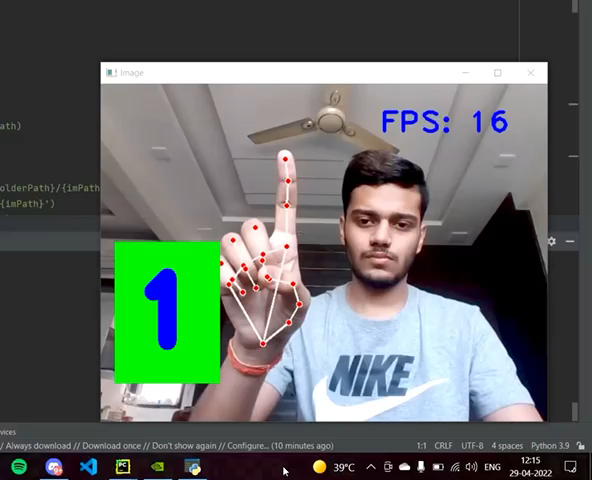 Image
FPS: 16
ath)
olderPath}/{imPath
{imPath}')
1
NIKE
vices
/ Always download // Download once // Don't show again // Configure... (10 minutes ago)
1:1 CRLF UTF-8 4 spaces Python 3.9
39°C
ENG
12:15
29-04-2022